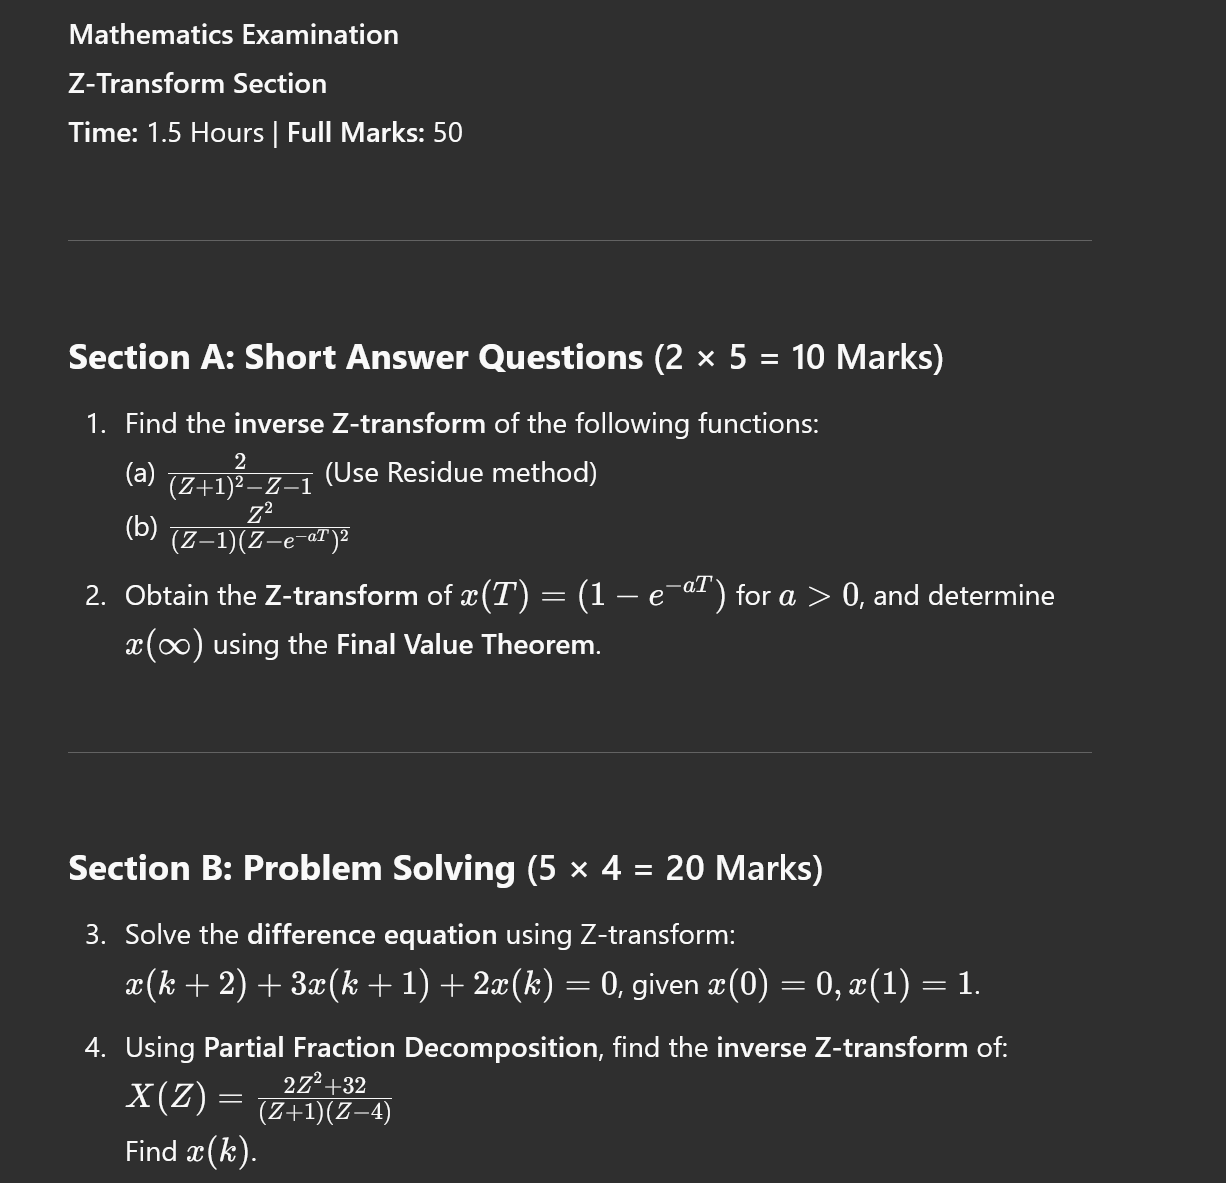 Mathematics Examination
Z-Transform Section
Time: 1.5 Hours | Full Marks: 50
Section A: Short Answer Questions (2 × 5 = 10 Marks)
1. Find the inverse Z-transform of the following functions:
(a) \frac{2}{(Z+1)^2-Z-1} (Use Residue method)
(b) \frac{Z^2}{(Z-1)(Z-e^{-aT})^2}
2. Obtain the Z-transform of x(T) = (1 − e^{−aT}) for a > 0, and determine
x(∞) using the Final Value Theorem.
Section B: Problem Solving (5 × 4 = 20 Marks)
3. Solve the difference equation using Z-transform:
x(k + 2) + 3x(k + 1) + 2x(k) = 0, given x(0) = 0, x(1) = 1.
4. Using Partial Fraction Decomposition, find the inverse Z-transform of:
X(Z) = \frac{2Z^2+32}{(Z+1)(Z-4)}
Find x(k).